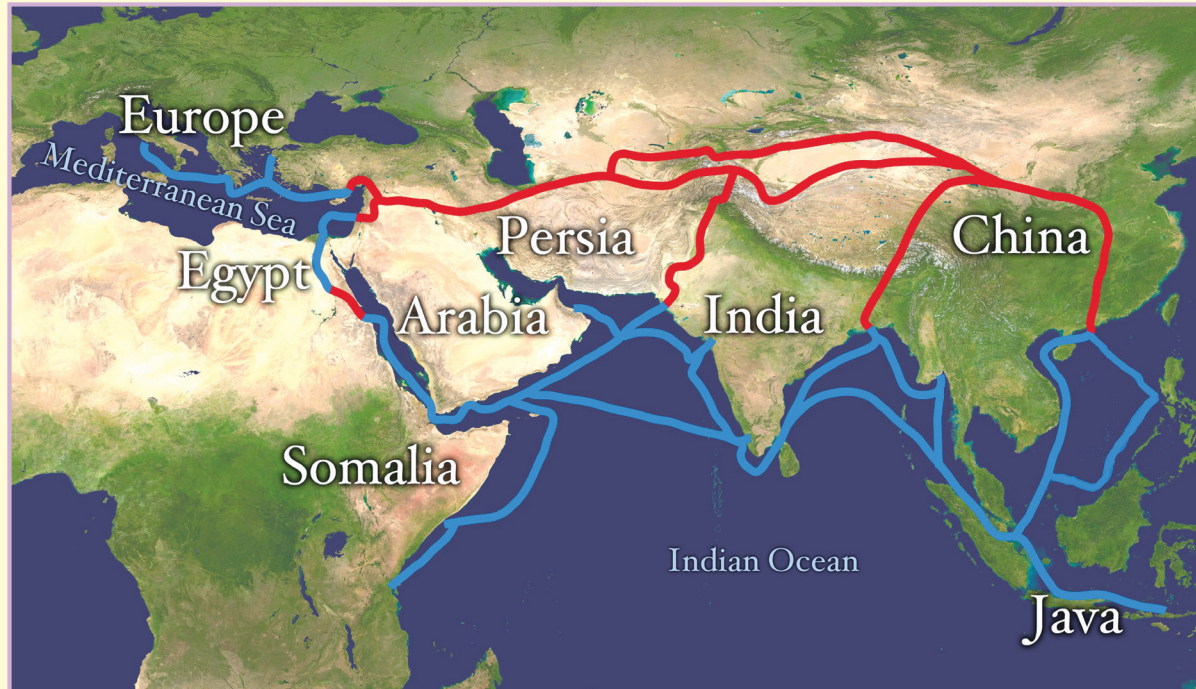 Europe
Mediterranean Sea
Egypt
Persia
China
Arabia
India
Somalia
Indian Ocean
Java